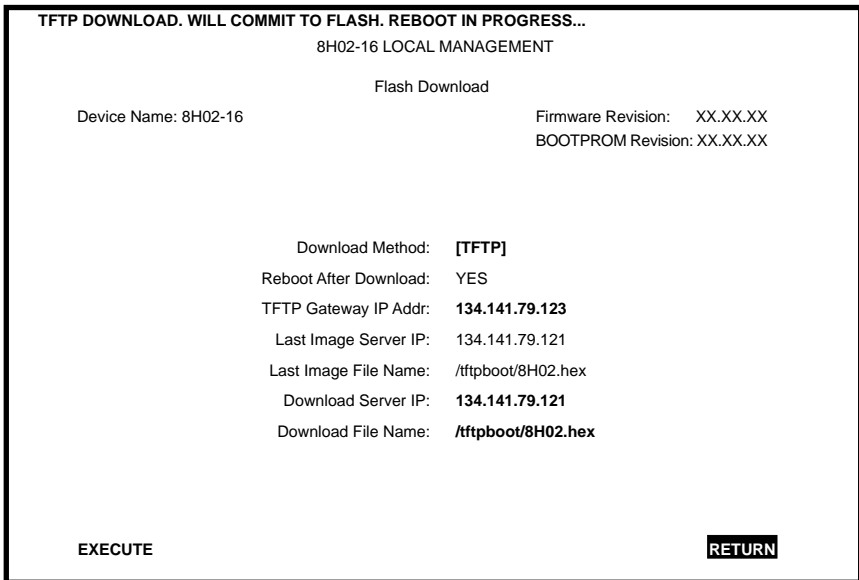 TFTP DOWNLOAD. WILL COMMIT TO FLASH. REBOOT IN PROGRESS...
8H02-16 LOCAL MANAGEMENT
Flash Download
Device Name: 8H02-16 Firmware Revision: XX.XX.XX
BOOTPROM Revision: XX.XX.XX
Download Method: [TFTP]
Reboot After Download: YES
TFTP Gateway IP Addr: 134.141.79.123
Last Image Server IP: 134.141.79.121
Last Image File Name: /tftpboot/8H02.hex
Download Server IP: 134.141.79.121
Download File Name: /tftpboot/8H02.hex
EXECUTE RETURN